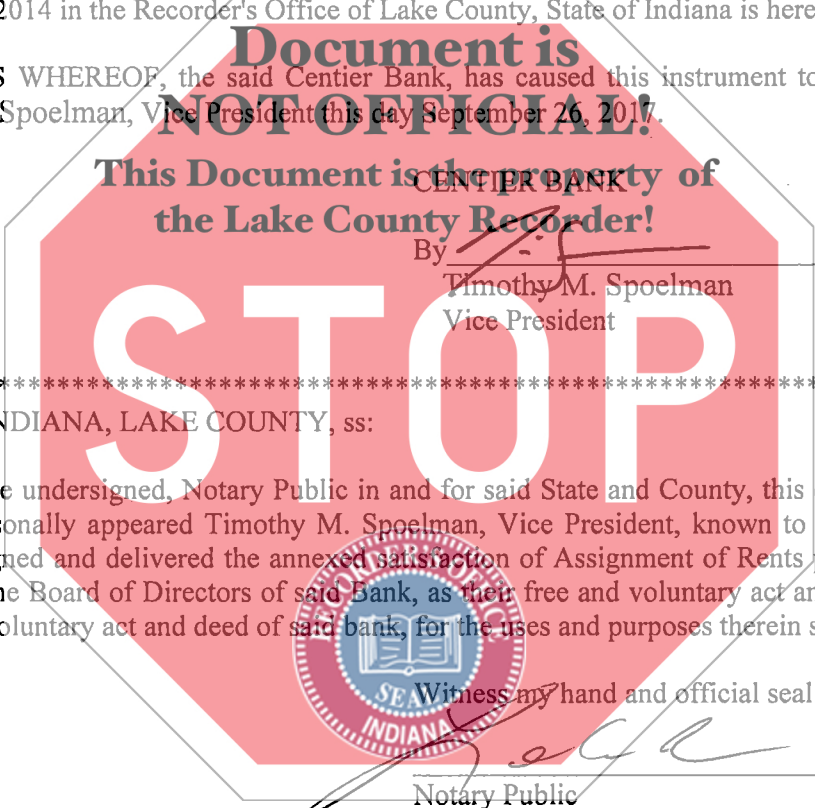 2014 in the Recorder's Office of Lake County, State of Indiana is here
Document is
S WHEREOF, the said Centier Bank, has caused this instrument to
NOT OFFICIAL!
Spoelman, Vice President this day September 26, 2017.
This Document is the property of
CENTIER BANK
the Lake County Recorder!
By
Timothy M. Spoelman
Vice President
STOP
*******************************************************************
NDIANA, LAKE COUNTY, ss:
e undersigned, Notary Public in and for said State and County, this
sonally appeared Timothy M. Spoelman, Vice President, known to
ned and delivered the annexed satisfaction of Assignment of Rents p
e Board of Directors of said Bank, as their free and voluntary act an
oluntary act and deed of said bank, for the uses and purposes therein s
RECORDER'S OFFICE
SEAL
INDIANA
Witness my hand and official seal
Notary Public